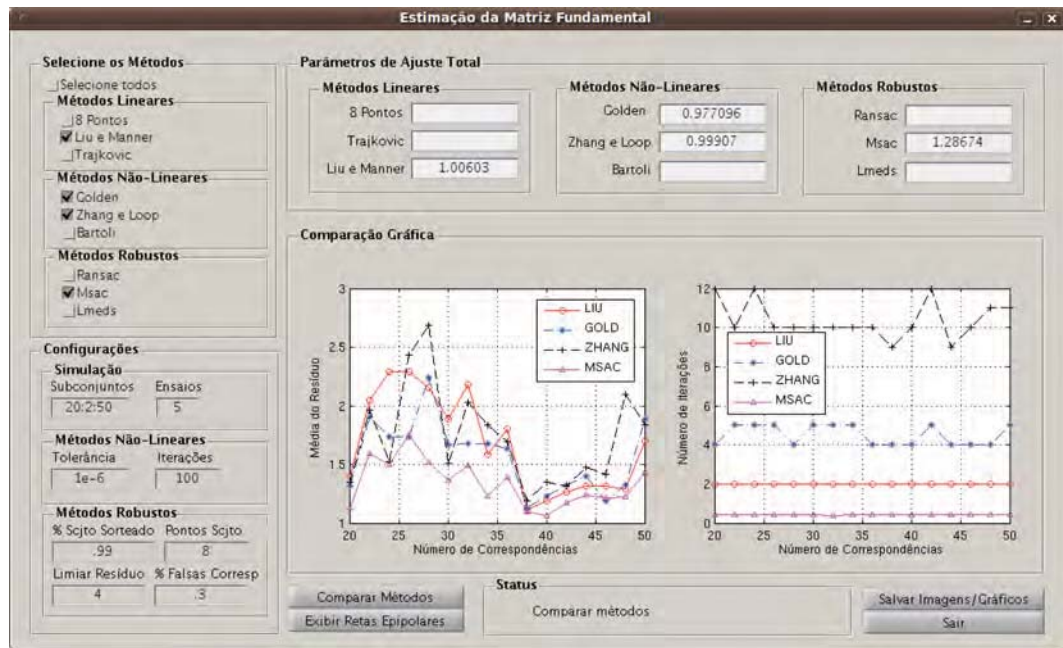 Estimação da Matriz Fundamental
Selecione os Métodos
Selecione todos
Métodos Lineares
8 Pontos
Liu e Manner
Trajkovic
Métodos Não-Lineares
Golden
Zhang e Loop
Bartoli
Métodos Robustos
Ransac
Msac
Lmeds
Configurações
Simulação
Subconjuntos Ensaios
20:2:50 5
Métodos Não-Lineares
Tolerância Iterações
1e-6 100
Métodos Robustos
% Scjto Sorteado Pontos Scjto
.99 8
Limiar Resíduo % Falsas Corresp
4 .3
Parâmetros de Ajuste Total
Métodos Lineares
8 Pontos
Trajkovic
Liu e Manner 1.00603
Métodos Não-Lineares
Golden 0.977096
Zhang e Loop 0.99907
Bartoli
Métodos Robustos
Ransac
Msac 1.28674
Lmeds
Comparação Gráfica
3
2.5
2
1.5
1
Média do Resíduo
LIU
GOLD
ZHANG
MSAC
20 25 30 35 40 45 50
Número de Correspondências
12
10
8
6
4
2
0
Número de Iterações
LIU
GOLD
ZHANG
MSAC
20 25 30 35 40 45 50
Número de Correspondências
Comparar Métodos
Exibir Retas Epipolares
Status
Comparar métodos
Salvar Imagens/Gráficos
Sair